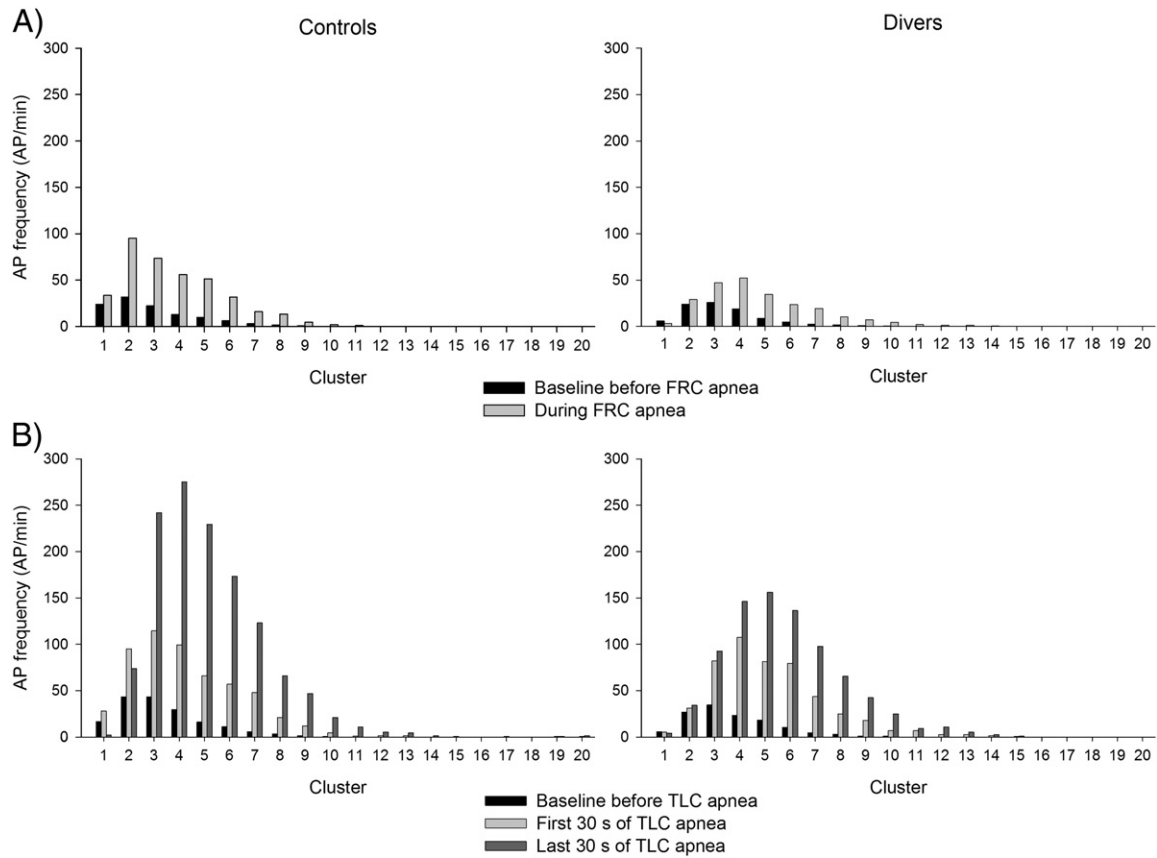 A)
Controls
Divers
AP frequency (AP/min)
300
250
200
150
100
50
0
1 2 3 4 5 6 7 8 9 10 11 12 13 14 15 16 17 18 19 20
Cluster
300
250
200
150
100
50
0
1 2 3 4 5 6 7 8 9 10 11 12 13 14 15 16 17 18 19 20
Cluster
Baseline before FRC apnea
During FRC apnea
B)
AP frequency (AP/min)
300
250
200
150
100
50
0
1 2 3 4 5 6 7 8 9 10 11 12 13 14 15 16 17 18 19 20
Cluster
300
250
200
150
100
50
0
1 2 3 4 5 6 7 8 9 10 11 12 13 14 15 16 17 18 19 20
Cluster
Baseline before TLC apnea
First 30 s of TLC apnea
Last 30 s of TLC apnea